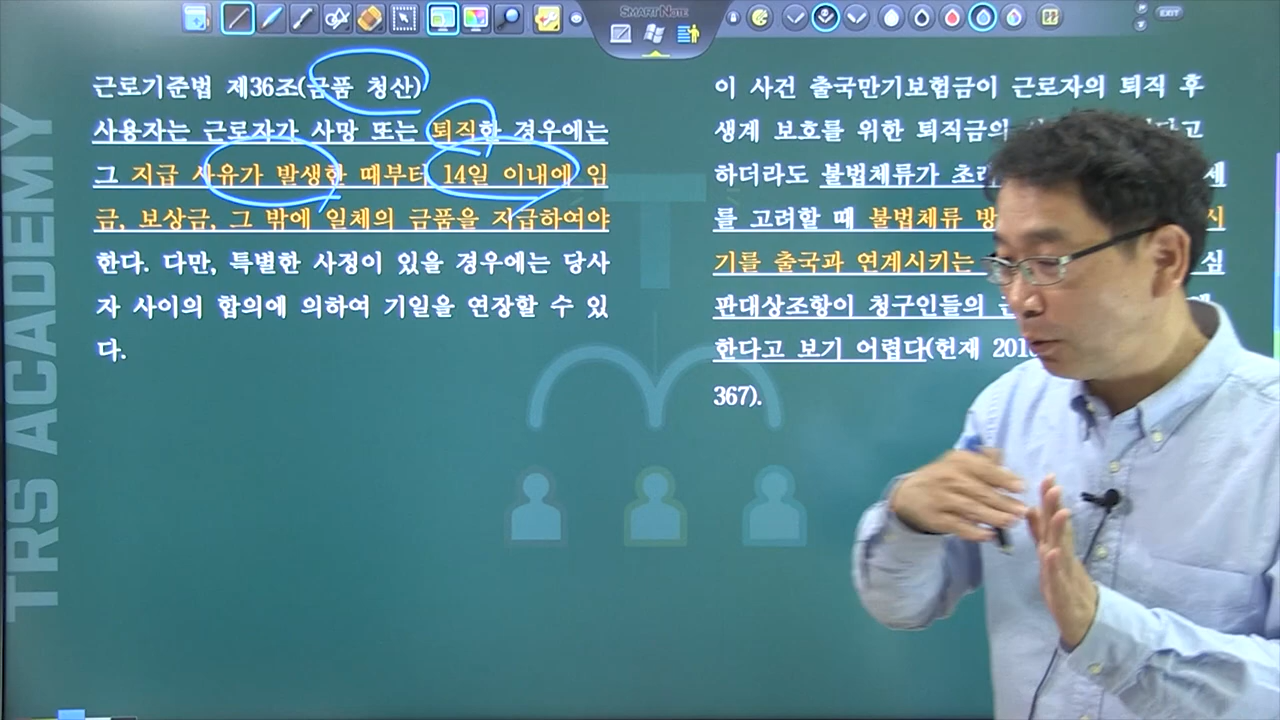 SMART NOTE
EXIT
TRS ACADEMY
근로기준법 제36조(금품 청산)
사용자는 근로자가 사망 또는 퇴직한 경우에는
그 지급 사유가 발생한 때부터 14일 이내에 임
금, 보상금, 그 밖에 일체의 금품을 지급하여야
한다. 다만, 특별한 사정이 있을 경우에는 당사
자 사이의 합의에 의하여 기일을 연장할 수 있
다.
이 사건 출국만기보험금이 근로자의 퇴직 후
생계 보호를 위한 퇴직금의
하더라도 불법체류가 세
를 고려할 때 불법체류 시
기를 출국과 연계시키는 심
판대상조항이 청구인들의
한다고 보기 어렵다(헌재
367).